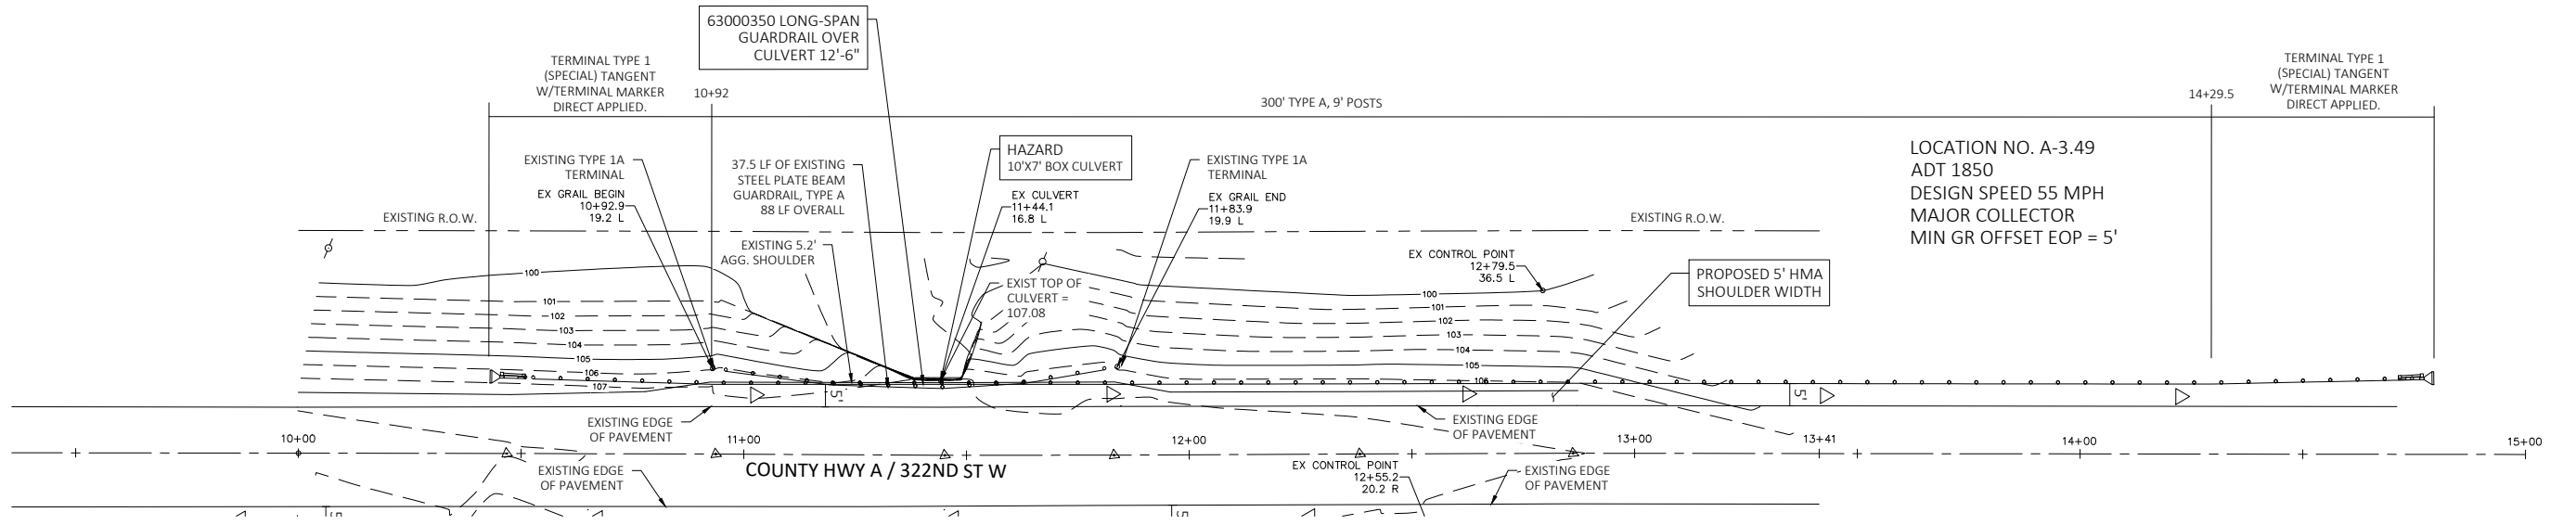 63000350 LONG-SPAN
GUARDRAIL OVER
CULVERT 12'-6"
TERMINAL TYPE 1
(SPECIAL) TANGENT
W/TERMINAL MARKER
DIRECT APPLIED.
10+92
300' TYPE A, 9' POSTS
14+29.5
TERMINAL TYPE 1
(SPECIAL) TANGENT
W/TERMINAL MARKER
DIRECT APPLIED.
LOCATION NO. A-3.49
ADT 1850
DESIGN SPEED 55 MPH
MAJOR COLLECTOR
MIN GR OFFSET EOP = 5'
EXISTING TYPE 1A
TERMINAL
EX GRAIL BEGIN
10+92.9
19.2 L
37.5 LF OF EXISTING
STEEL PLATE BEAM
GUARDRAIL, TYPE A
88 LF OVERALL
HAZARD
10'X7' BOX CULVERT
EX CULVERT
11+44.1
16.8 L
EXISTING TYPE 1A
TERMINAL
EX GRAIL END
11+83.9
19.9 L
EXISTING R.O.W.
EXISTING R.O.W.
EXISTING 5.2'
AGG. SHOULDER
EXIST TOP OF
CULVERT =
107.08
EX CONTROL POINT
12+79.5
36.5 L
PROPOSED 5' HMA
SHOULDER WIDTH
100
101
102
103
104
105
106
107
100
101
102
103
104
105
106
5'
5'
EXISTING EDGE
OF PAVEMENT
EXISTING EDGE
OF PAVEMENT
10+00
11+00
12+00
13+00
13+41
14+00
15+00
COUNTY HWY A / 322ND ST W
EXISTING EDGE
OF PAVEMENT
EX CONTROL POINT
12+55.2
20.2 R
EXISTING EDGE
OF PAVEMENT